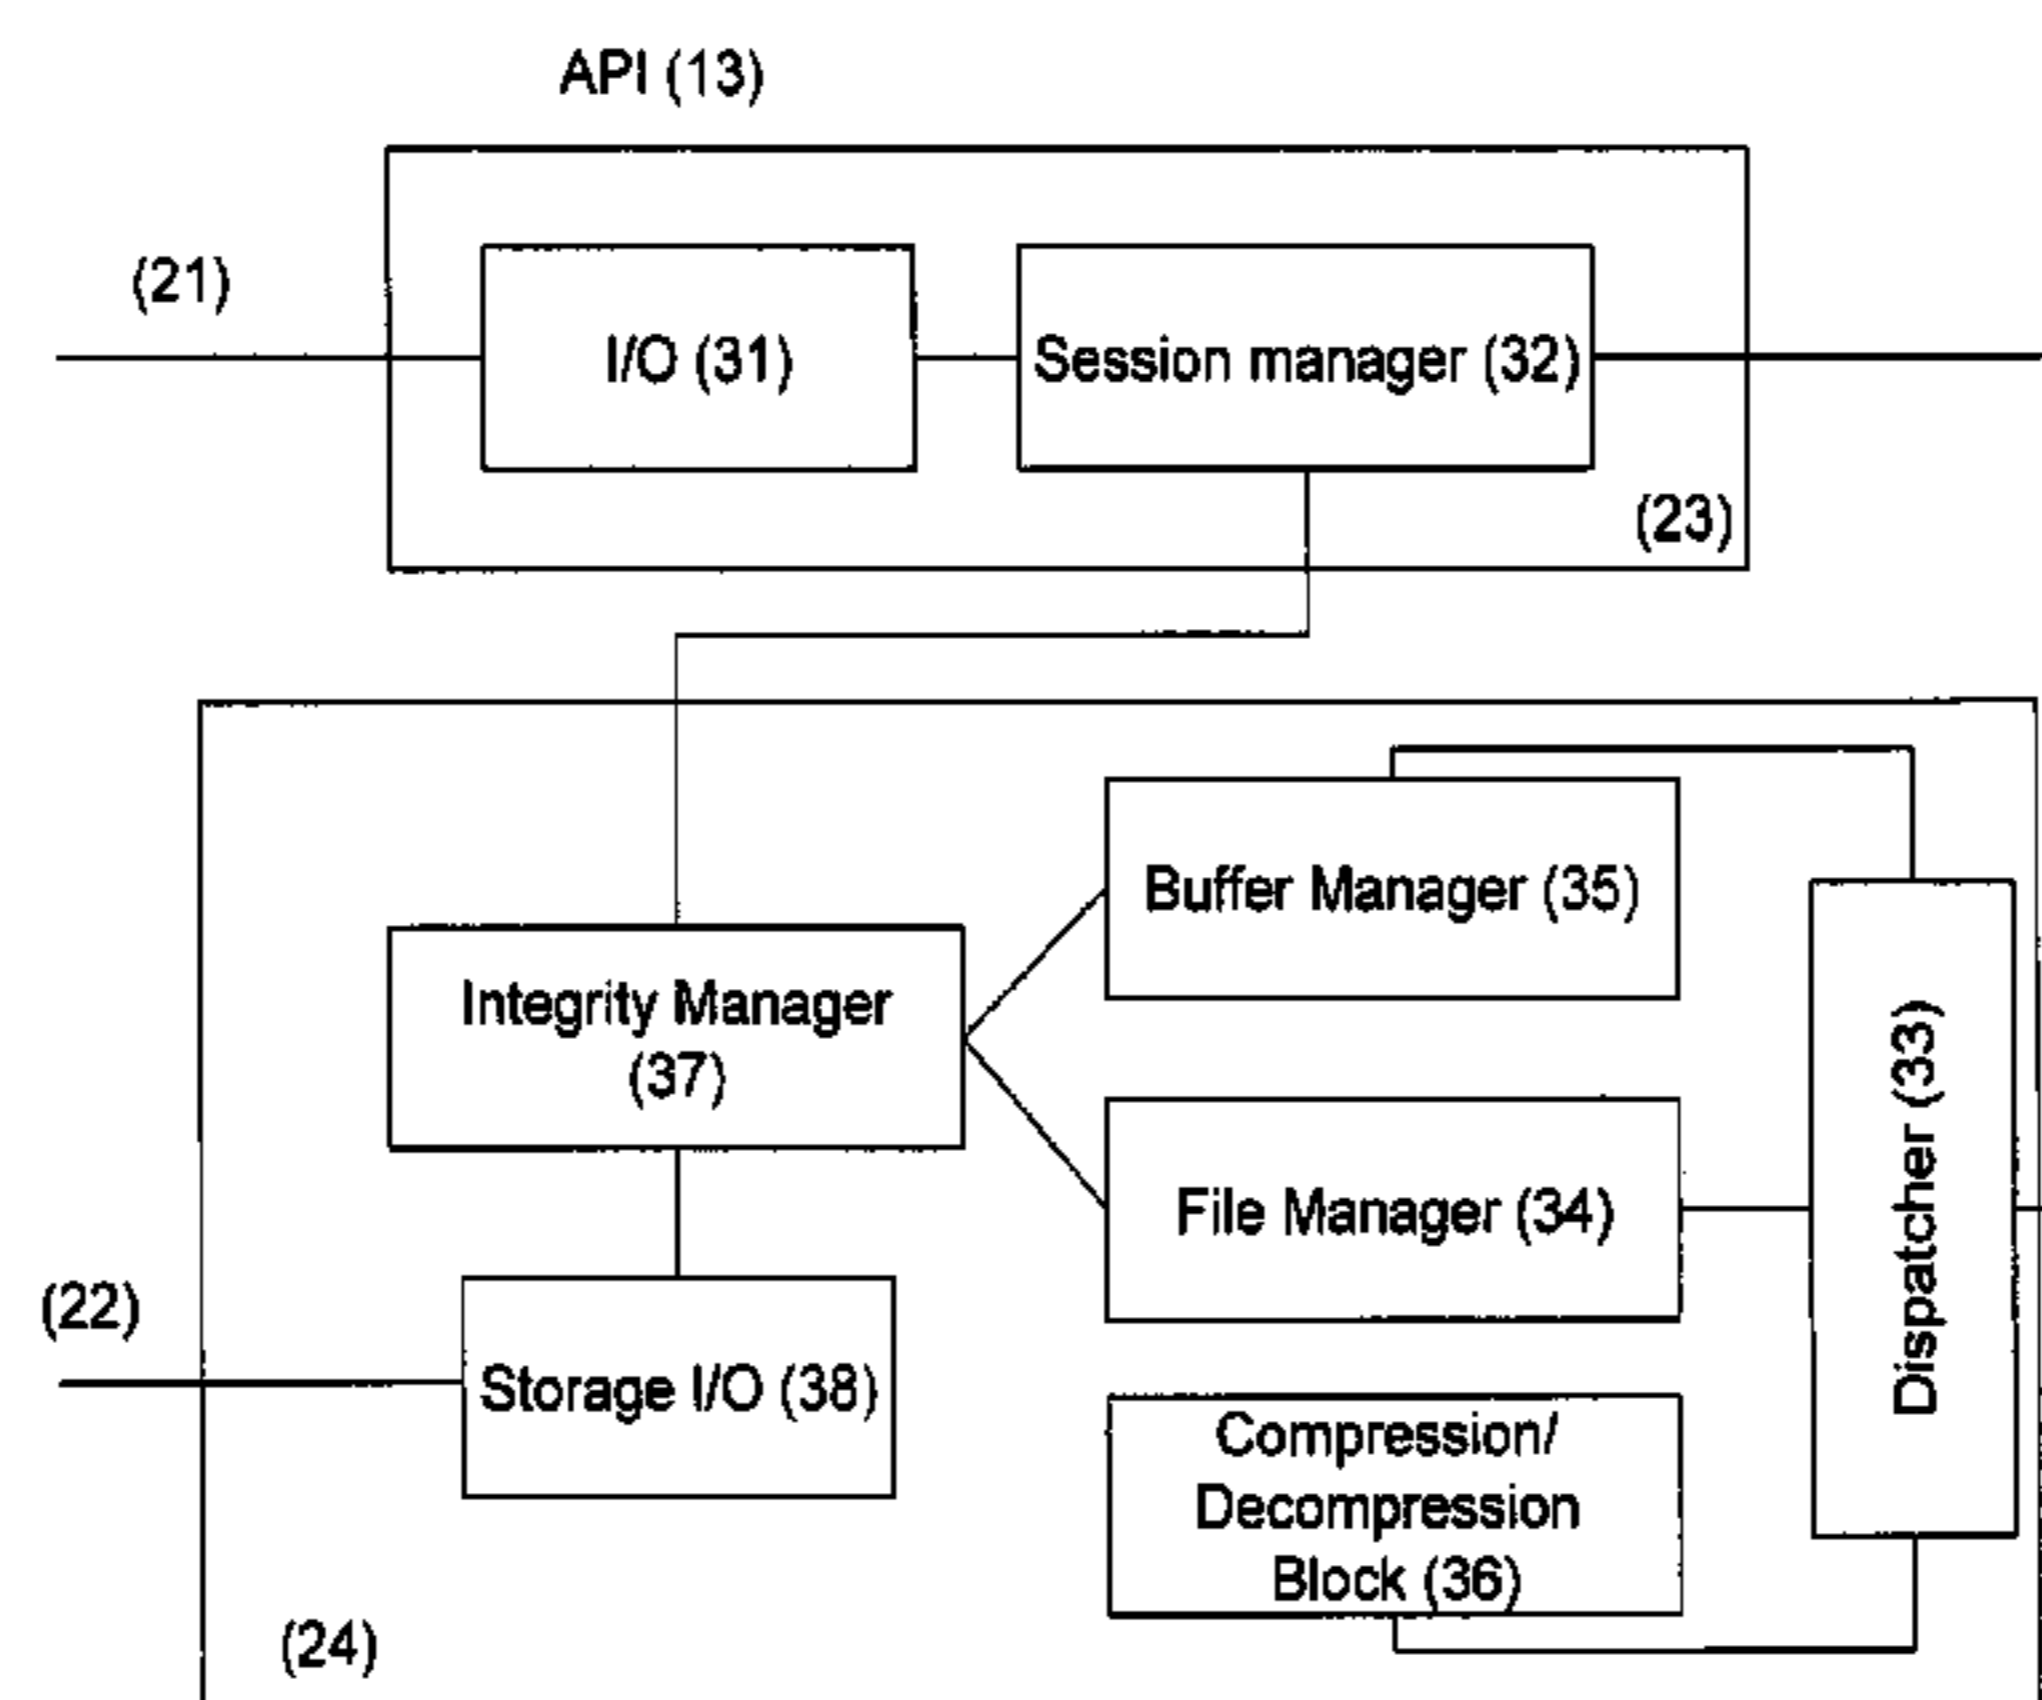 API (13)
(21)
I/O (31)
Session manager (32)
(23)
Buffer Manager (35)
Integrity Manager
(37)
File Manager (34)
Dispatcher (33)
(22)
Storage I/O (38)
Compression/
Decompression
Block (36)
(24)